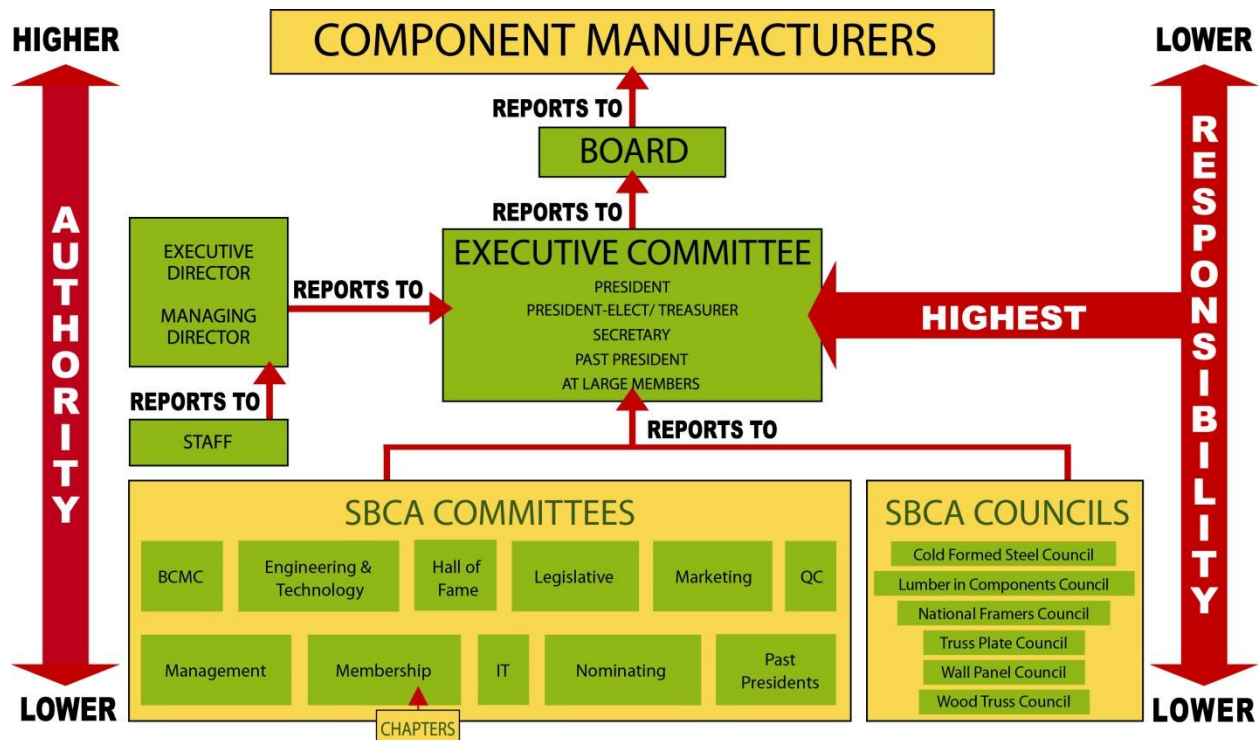 HIGHER
COMPONENT MANUFACTURERS
LOWER
REPORTS TO
BOARD
REPORTS TO
EXECUTIVE COMMITTEE
PRESIDENT
PRESIDENT-ELECT/ TREASURER
SECRETARY
PAST PRESIDENT
AT LARGE MEMBERS
EXECUTIVE
DIRECTOR
MANAGING
DIRECTOR
REPORTS TO
REPORTS TO
STAFF
AUTHORITY
HIGHEST
RESPONSIBILITY
REPORTS TO
SBCA COMMITTEES
BCMC
Engineering &
Technology
Hall of
Fame
Legislative
Marketing
QC
Management
Membership
IT
Nominating
Past
Presidents
CHAPTERS
SBCA COUNCILS
Cold Formed Steel Council
Lumber in Components Council
National Framers Council
Truss Plate Council
Wall Panel Council
Wood Truss Council
LOWER
LOWER